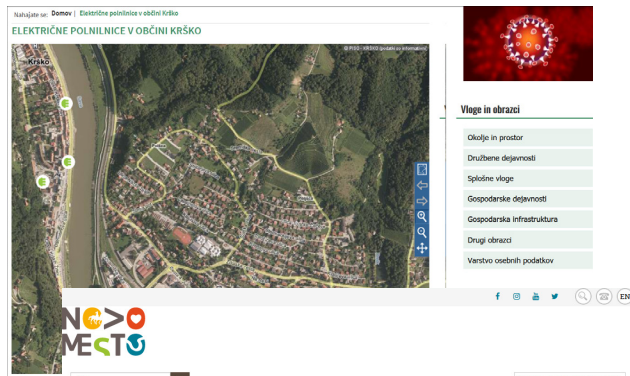 Nahajate se: Domov | Električne polnilnice v občini Krško
ELEKTRIČNE POLNILNICE V OBČINI KRŠKO
Krško
Vloge in obrazci
Okolje in prostor
Družbene dejavnosti
Splošne vloge
Gospodarske dejavnosti
Gospodarska infrastruktura
Drugi obrazci
Varstvo osebnih podatkov
EN
NOVO
MESTO